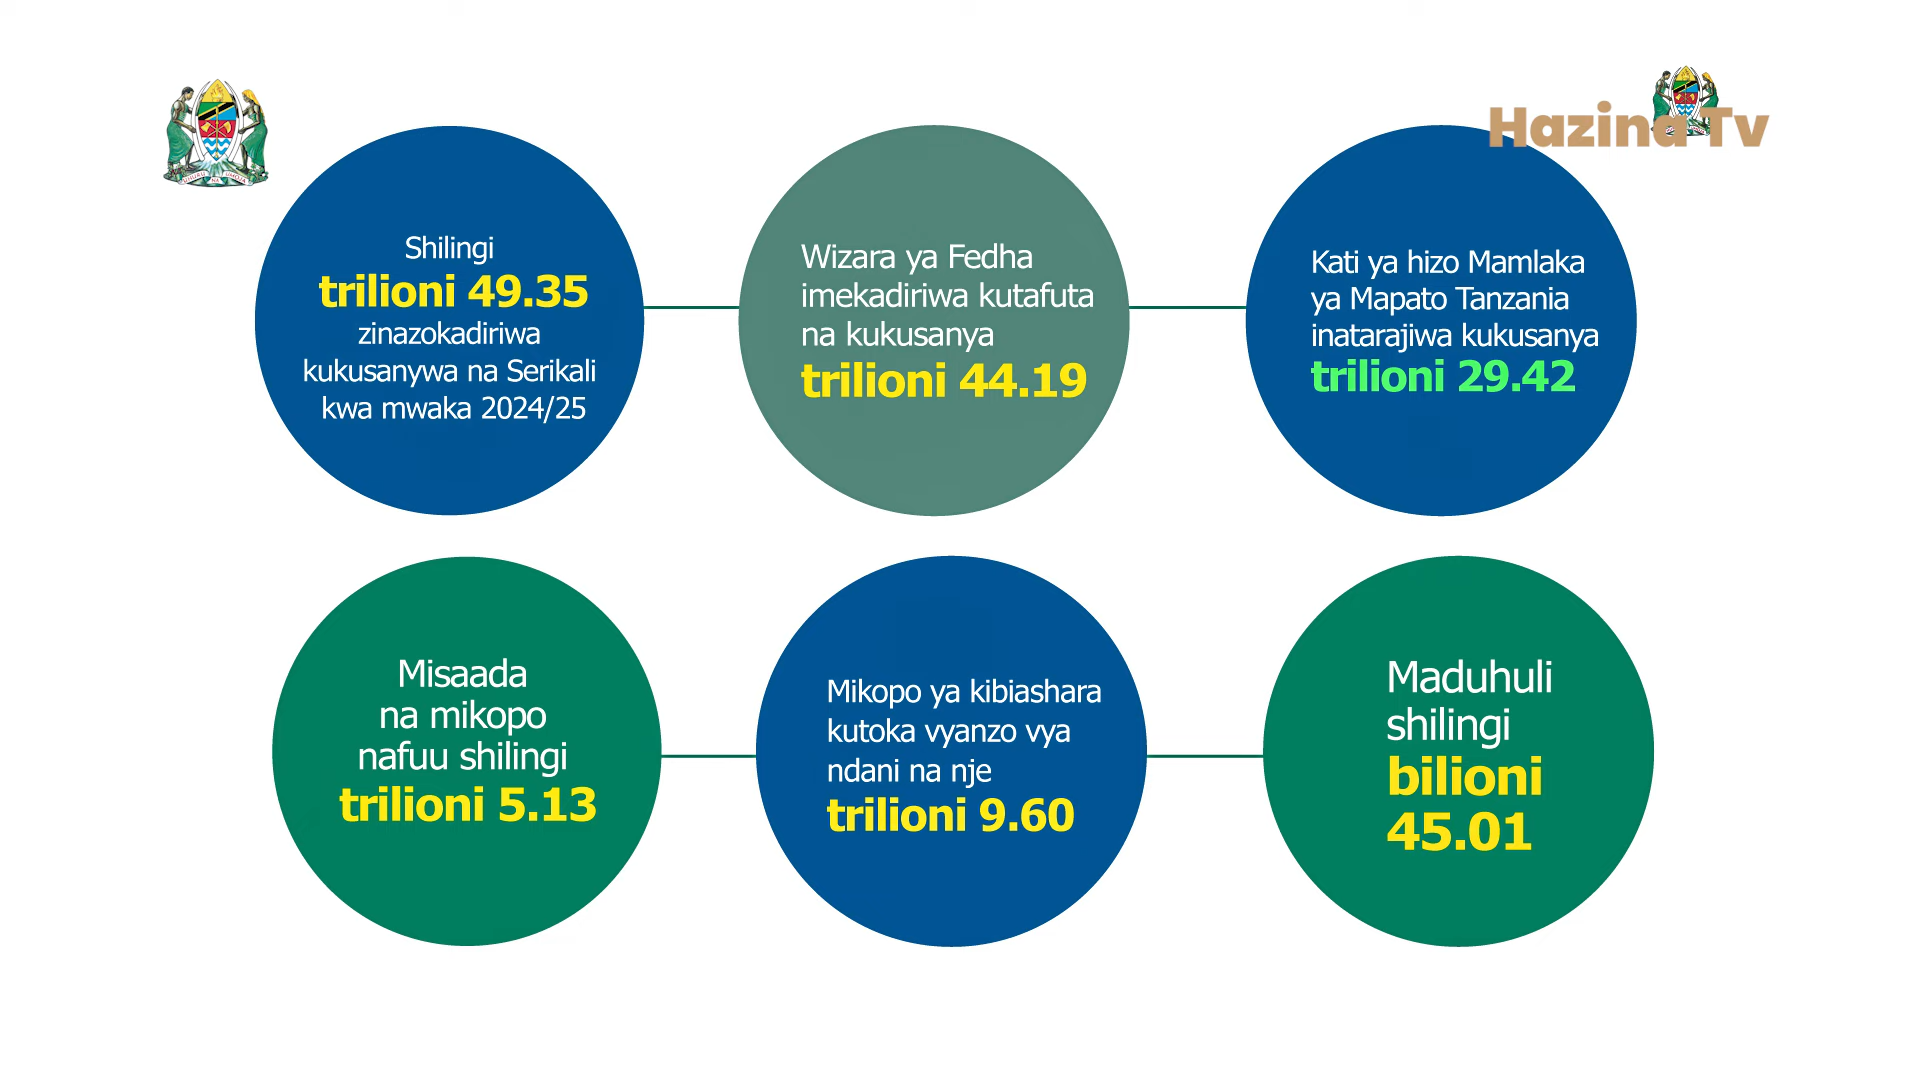 Hazina Tv
Shilingi
trilioni 49.35
zinazokadiriwa
kukusanywa na Serikali
kwa mwaka 2024/25
Wizara ya Fedha
imekadiriwa kutafuta
na kukusanya
trilioni 44.19
Kati ya hizo Mamlaka
ya Mapato Tanzania
inatarajiwa kukusanya
trilioni 29.42
Misaada
na mikopo
nafuu shilingi
trilioni 5.13
Mikopo ya kibiashara
kutoka vyanzo vya
ndani na nje
trilioni 9.60
Maduhuli
shilingi
bilioni
45.01